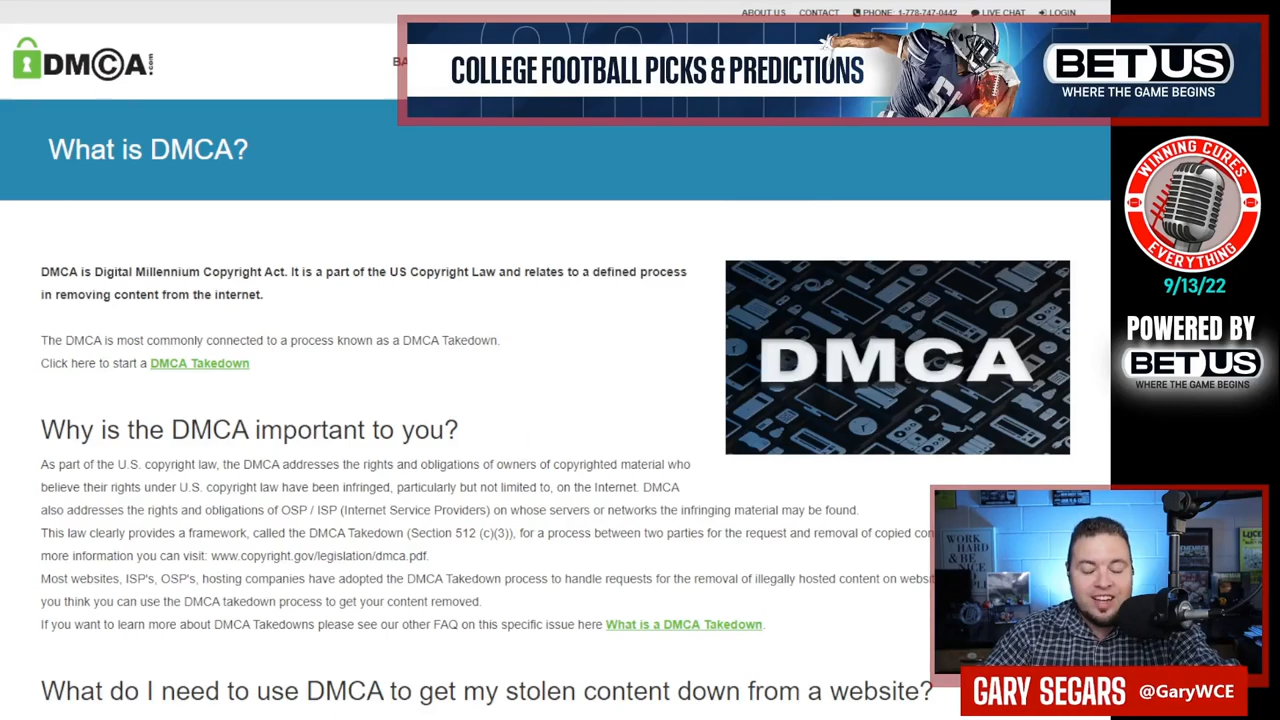 ABOUT US CONTACT PHONE: 1-778-747-0442 LIVE CHAT LOGIN
DMCA.com
COLLEGE FOOTBALL PICKS & PREDICTIONS
BETUS
WHERE THE GAME BEGINS
What is DMCA?
WINNING CURES
EVERYTHING
9/13/22
POWERED BY
BETUS
WHERE THE GAME BEGINS
DMCA is Digital Millennium Copyright Act. It is a part of the US Copyright Law and relates to a defined process
in removing content from the internet.
The DMCA is most commonly connected to a process known as a DMCA Takedown.
Click here to start a DMCA Takedown
DMCA
Why is the DMCA important to you?
As part of the U.S. copyright law, the DMCA addresses the rights and obligations of owners of copyrighted material who
believe their rights under U.S. copyright law have been infringed, particularly but not limited to, on the Internet. DMCA
also addresses the rights and obligations of OSP / ISP (Internet Service Providers) on whose servers or networks the infringing material may be found.
This law clearly provides a framework, called the DMCA Takedown (Section 512 (c)(3)), for a process between two parties for the request and removal of copied con
more information you can visit: www.copyright.gov/legislation/dmca.pdf.
Most websites, ISP's, OSP's, hosting companies have adopted the DMCA Takedown process to handle requests for the removal of illegally hosted content on websi
you think you can use the DMCA takedown process to get your content removed.
If you want to learn more about DMCA Takedowns please see our other FAQ on this specific issue here What is a DMCA Takedown.
What do I need to use DMCA to get my stolen content down from a website?
WORK
HARD &
BE NICE
GARY SEGARS @GaryWCE